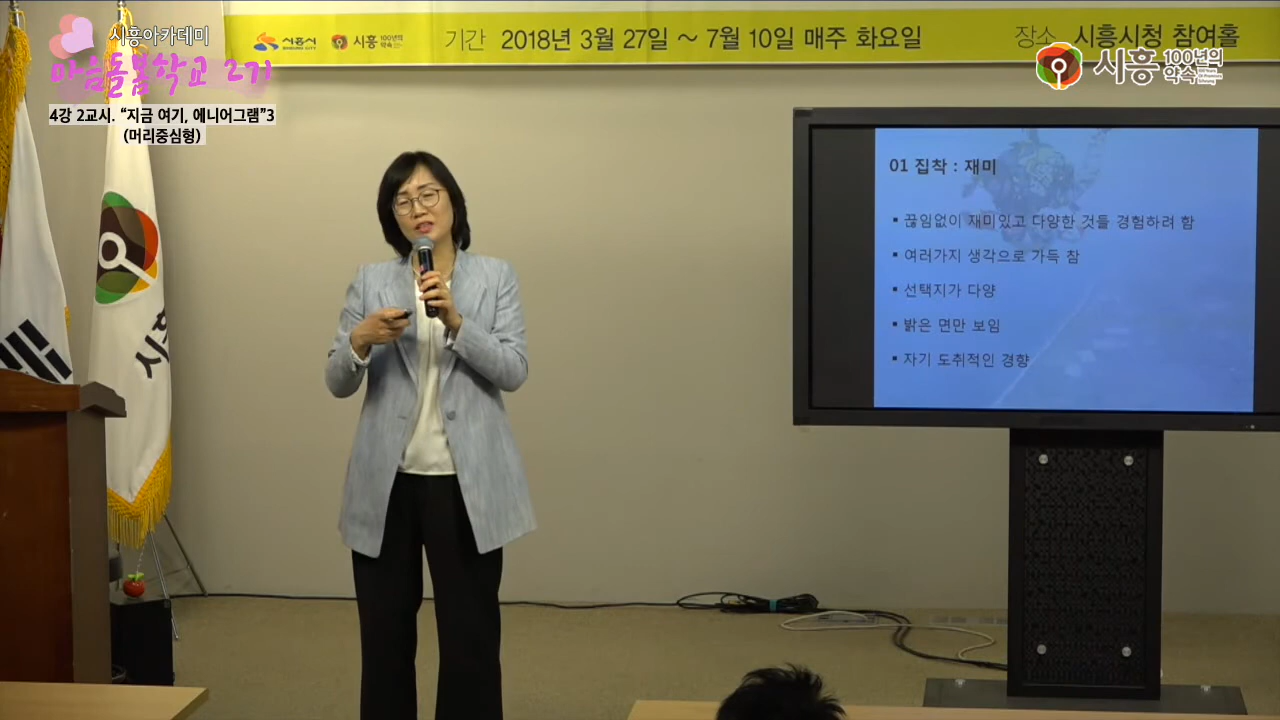 시흥아카데미
마음돌봄학교 2기
4강 2교시. “지금 여기, 에니어그램”3
(머리중심형)
시흥시
SIHEUNG CITY
시흥 100년의
약속
기간 2018년 3월 27일 ~ 7월 10일 매주 화요일
장소 시흥시청 참여홀
시흥 100년의
약속
시흥
01 집착 : 재미
▪ 끊임없이 재미있고 다양한 것들 경험하려 함
▪ 여러가지 생각으로 가득 참
▪ 선택지가 다양
▪ 밝은 면만 보임
▪ 자기 도취적인 경향